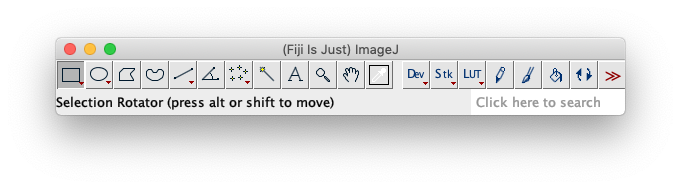 (Fiji Is Just) ImageJ
A Dev Stk LUT >>
Selection Rotator (press alt or shift to move) Click here to search